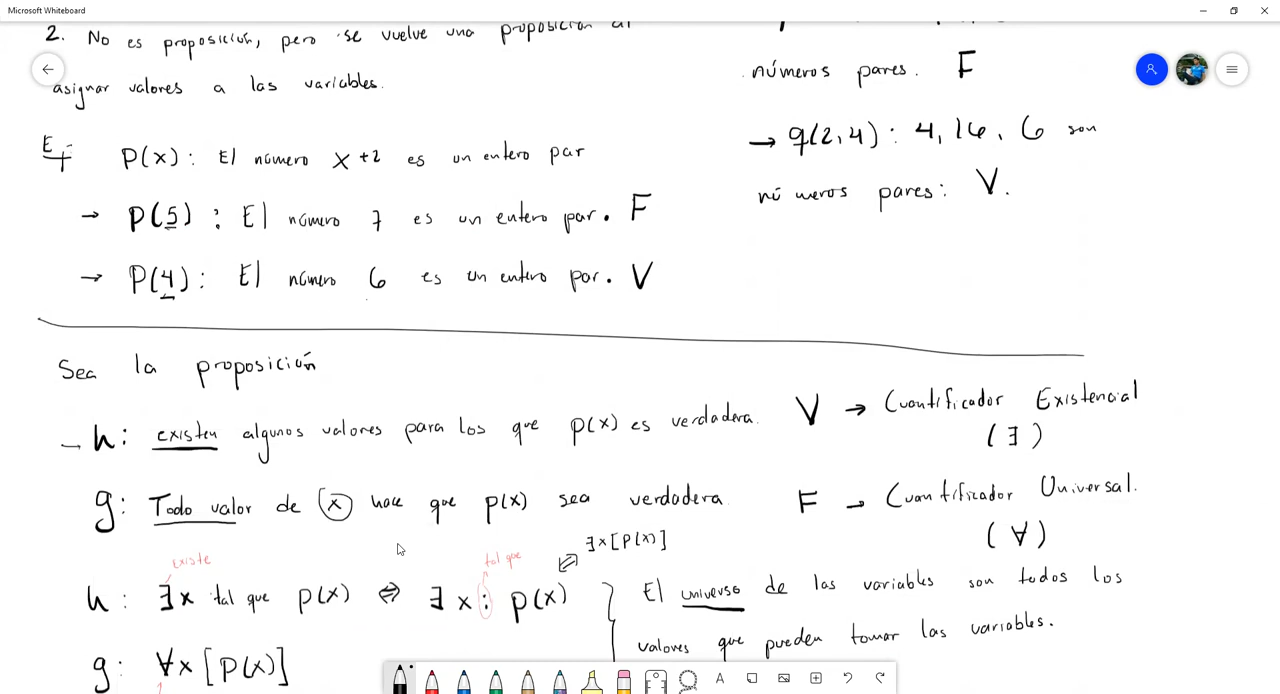 Microsoft Whiteboard
2. No es proposición, pero se vuelve una proposición al
asignar valores a las variables.
Ej P(x): El número x+2 es un entero par
→ P(5): El número 7 es un entero par. F
→ P(4): El número 6 es un entero par. V
números pares. F
→ q(2,4): 4, 16, 6 son
números pares: V.
Sea la proposición
→ h: existen algunos valores para los que p(x) es verdadera. V → Cuantificador Existencial
(∃)
g: Todo valor de (x) hace que p(x) sea verdadera. F → Cuantificador Universal.
(∀)
existe
tal que
∃x[P(x)]
h: ∃x tal que p(x) ⇔ ∃x: p(x) ⇔
g: ∀x[P(x)]
El universo de las variables son todos los
valores que pueden tomar las variables.